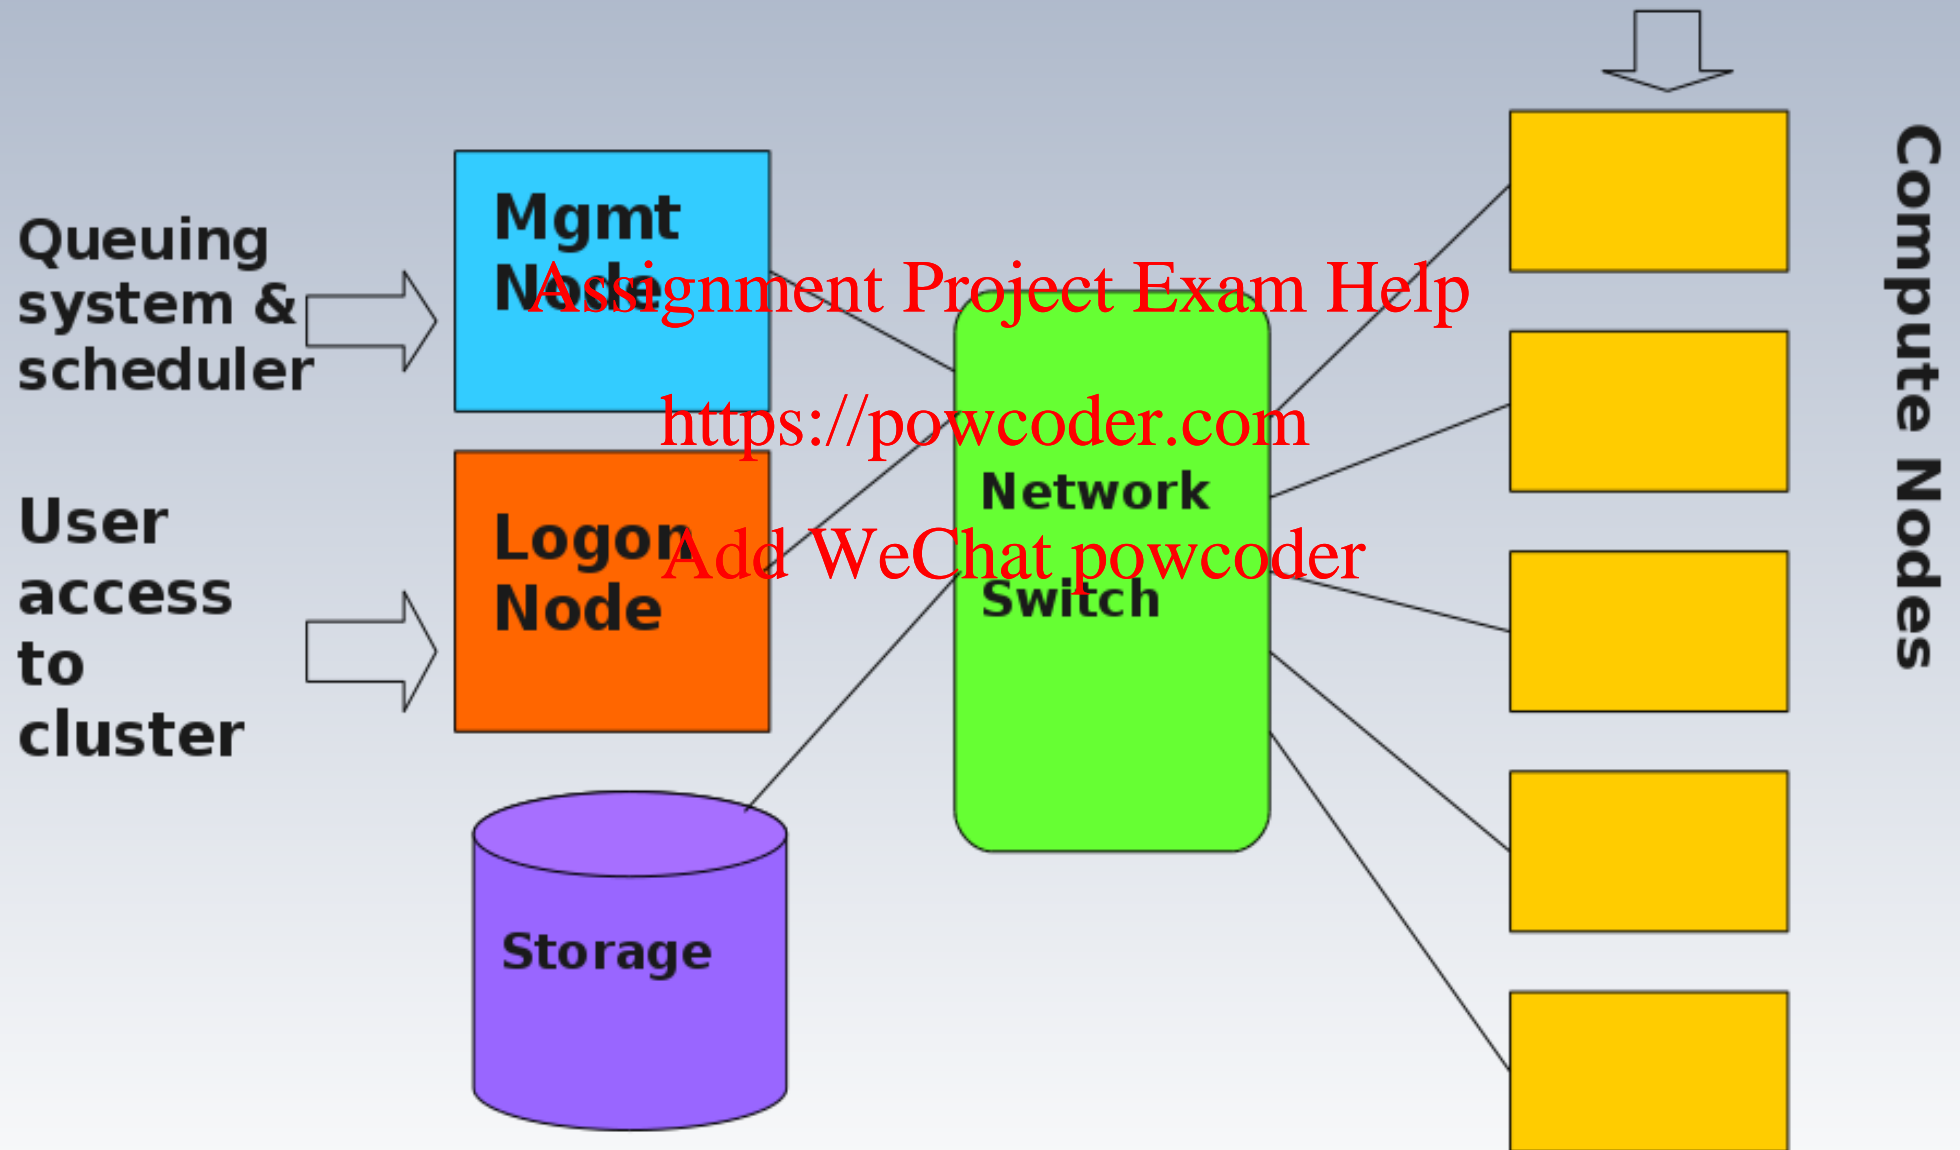 Queuing
system &
scheduler
User
access
to
cluster
Mgmt
Node
Logon
Node
Storage
Network
Switch
Compute Nodes
Assignment Project Exam Help
https://powcoder.com
Add WeChat powcoder